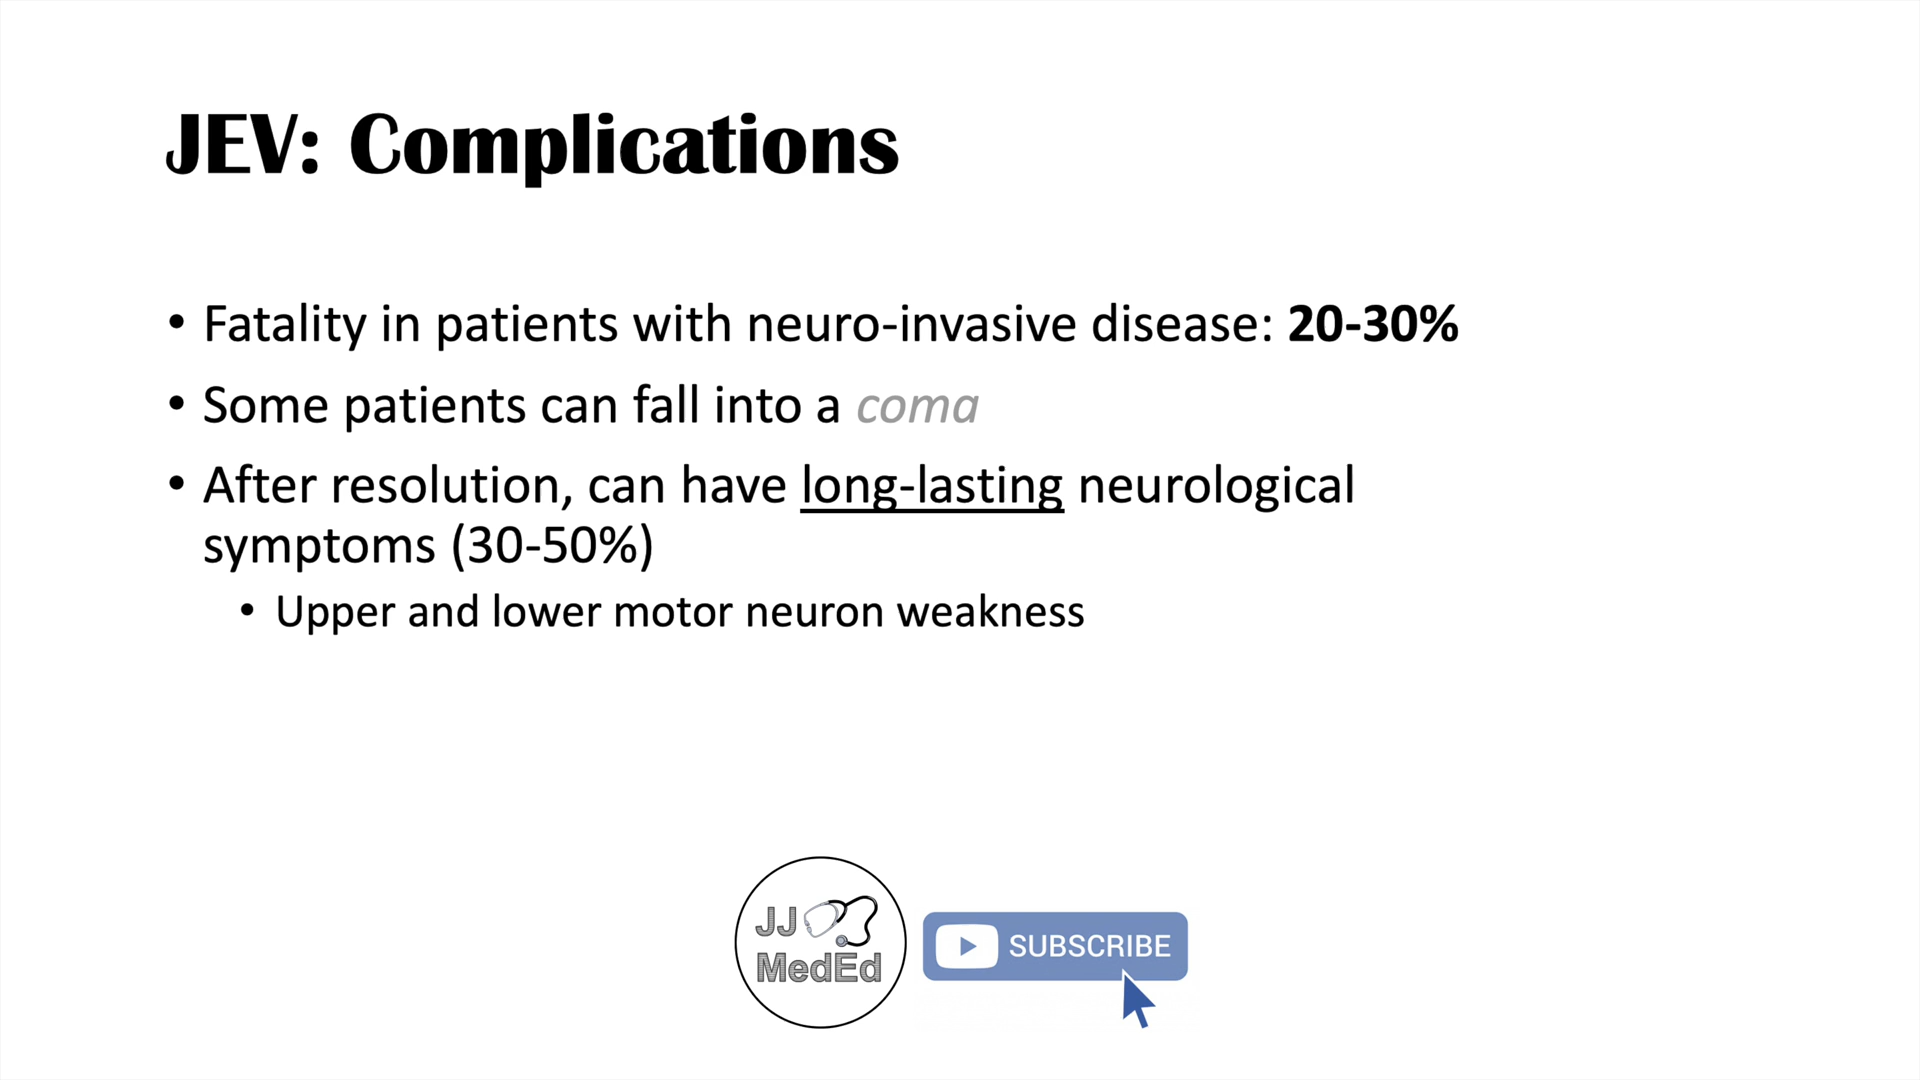 JEV: Complications
• Fatality in patients with neuro-invasive disease: 20-30%
• Some patients can fall into a coma
• After resolution, can have long-lasting neurological
symptoms (30-50%)
• Upper and lower motor neuron weakness
JJ
MedEd
SUBSCRIBE